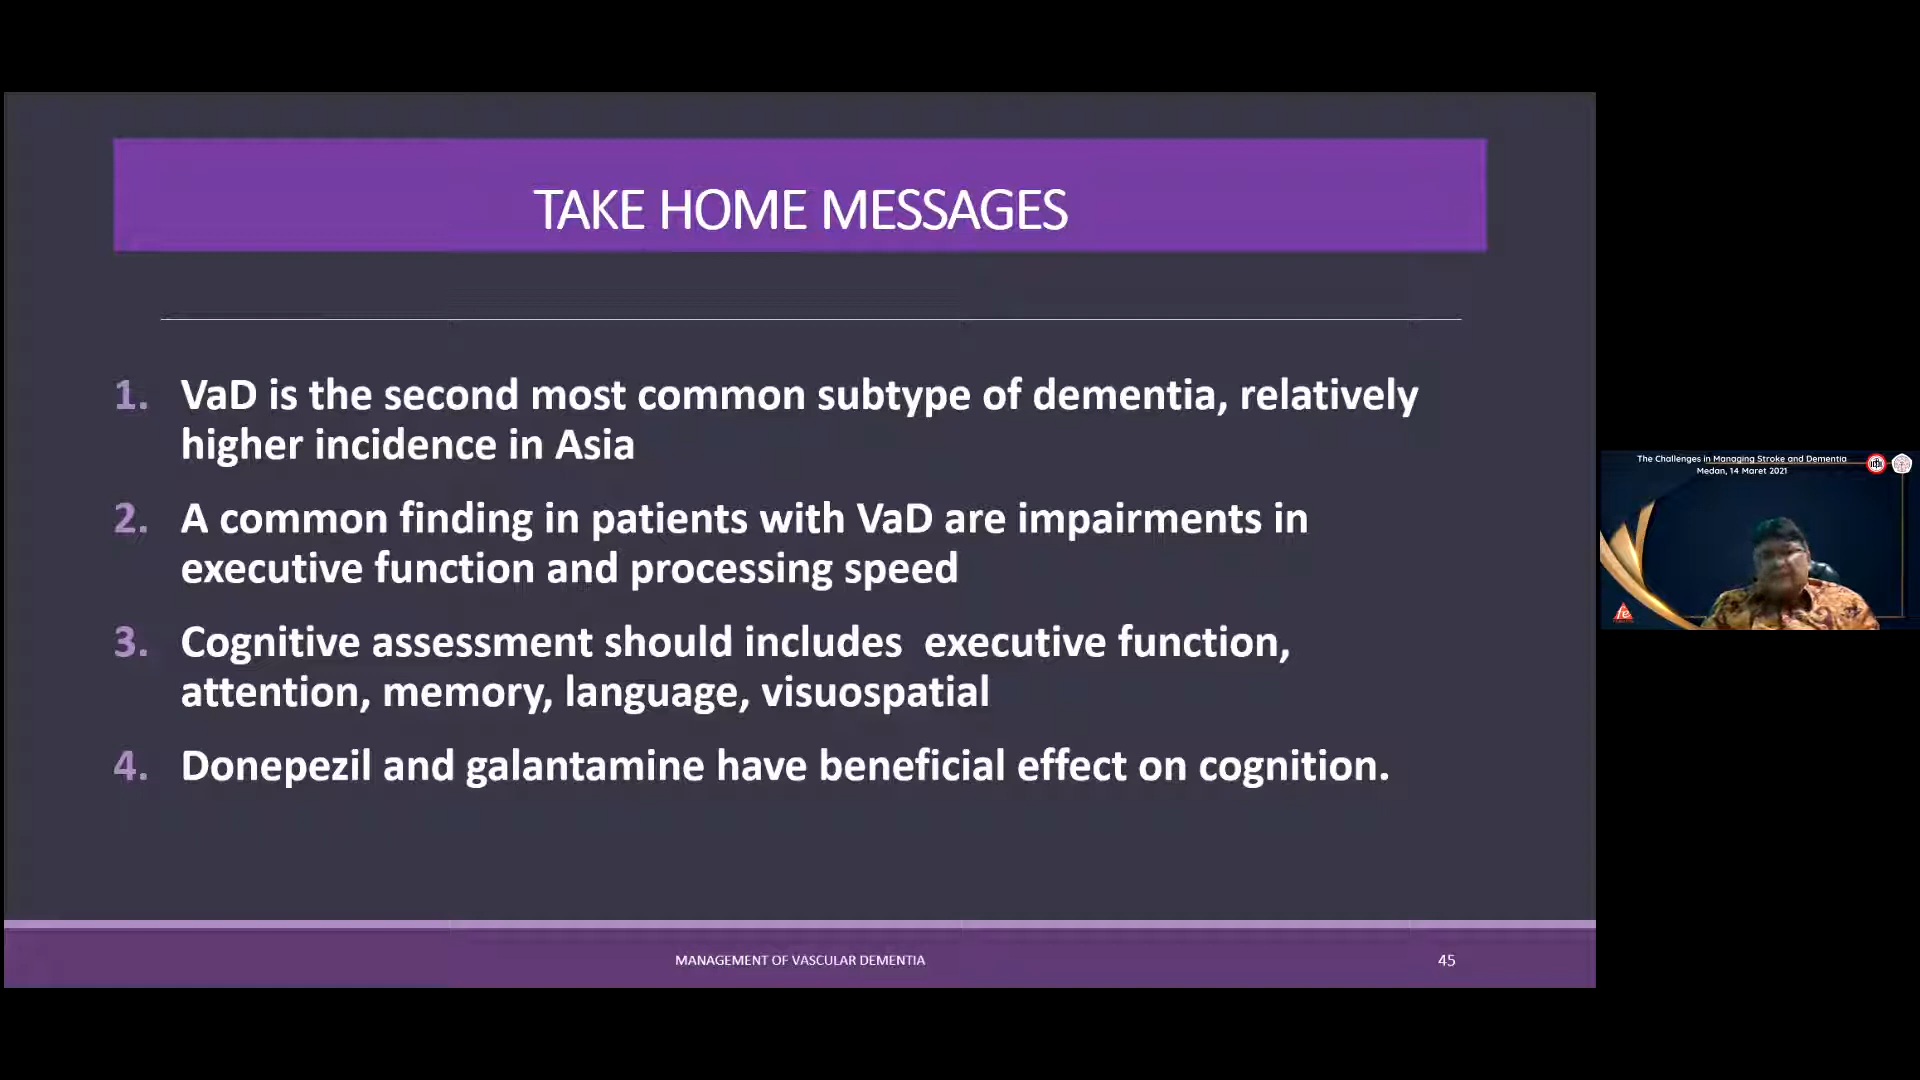 TAKE HOME MESSAGES
1. VaD is the second most common subtype of dementia, relatively
higher incidence in Asia
2. A common finding in patients with VaD are impairments in
executive function and processing speed
3. Cognitive assessment should includes  executive function,
attention, memory, language, visuospatial
4. Donepezil and galantamine have beneficial effect on cognition.
MANAGEMENT OF VASCULAR DEMENTIA
45
The Challenges in Managing Stroke and Dementia
Medan, 14 Maret 2021